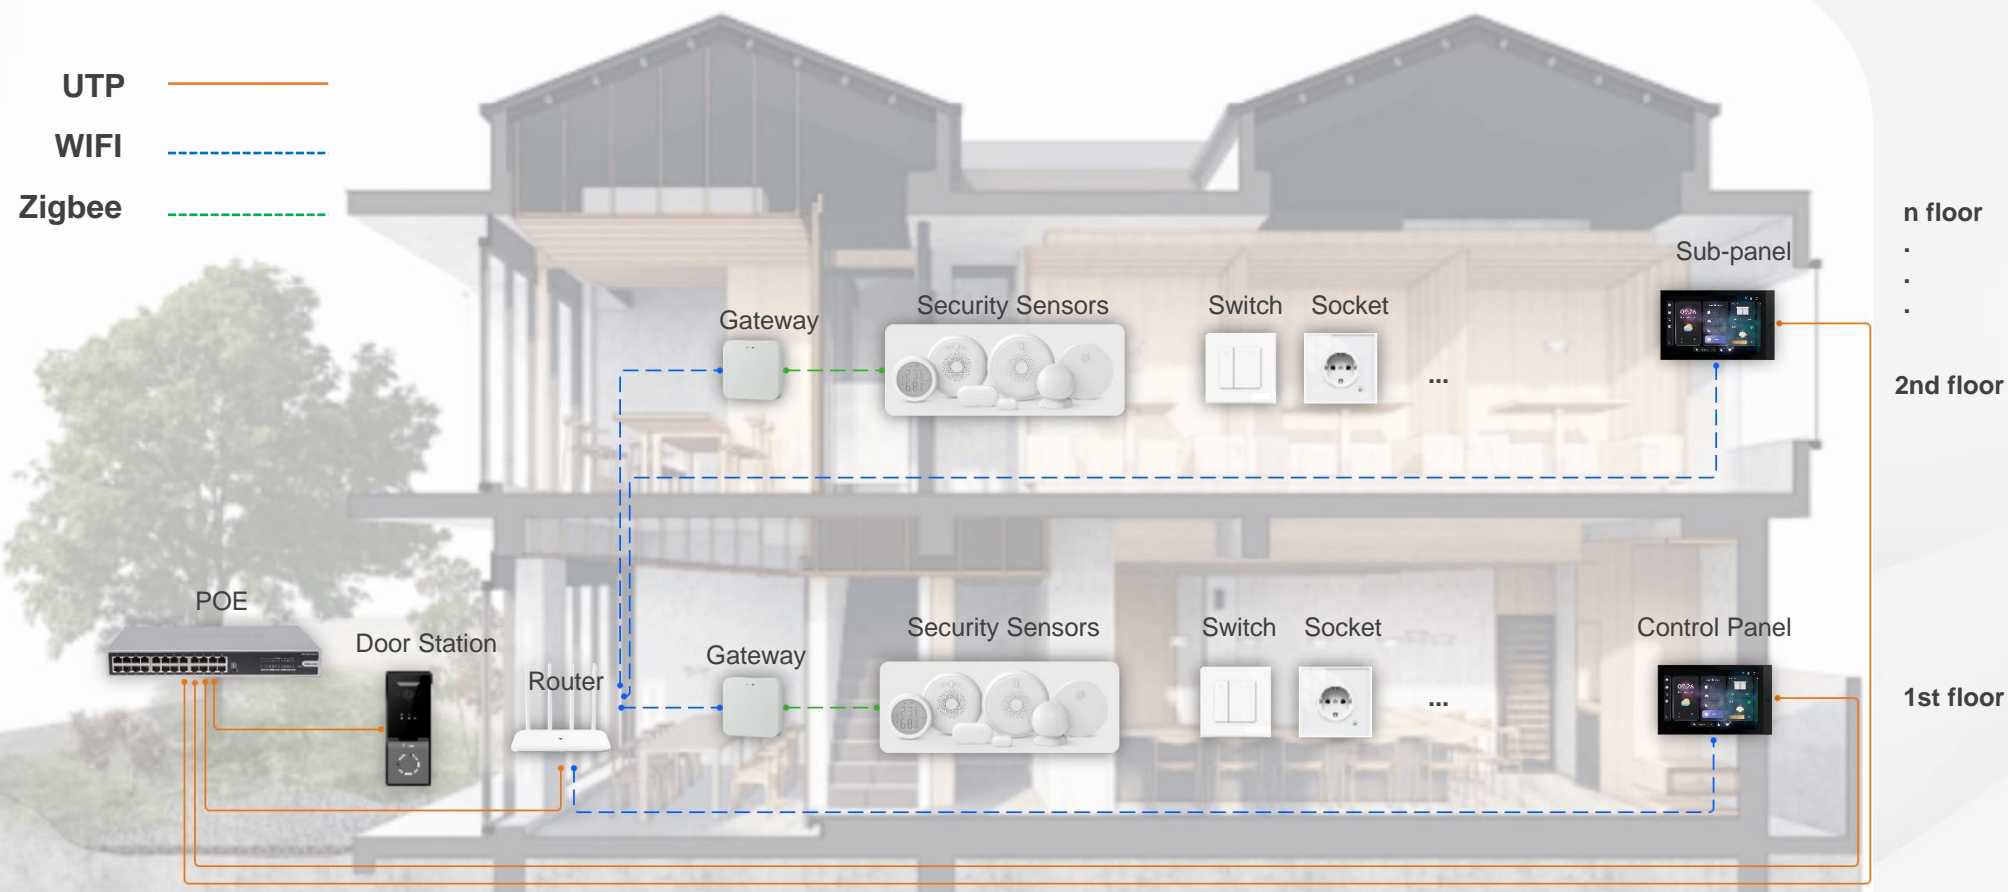 UTP
WIFI
Zigbee
n floor
.
.
.
Sub-panel
Security Sensors
Switch
Socket
Gateway
...
2nd floor
POE
Door Station
Router
Gateway
Security Sensors
Switch
Socket
Control Panel
...
1st floor